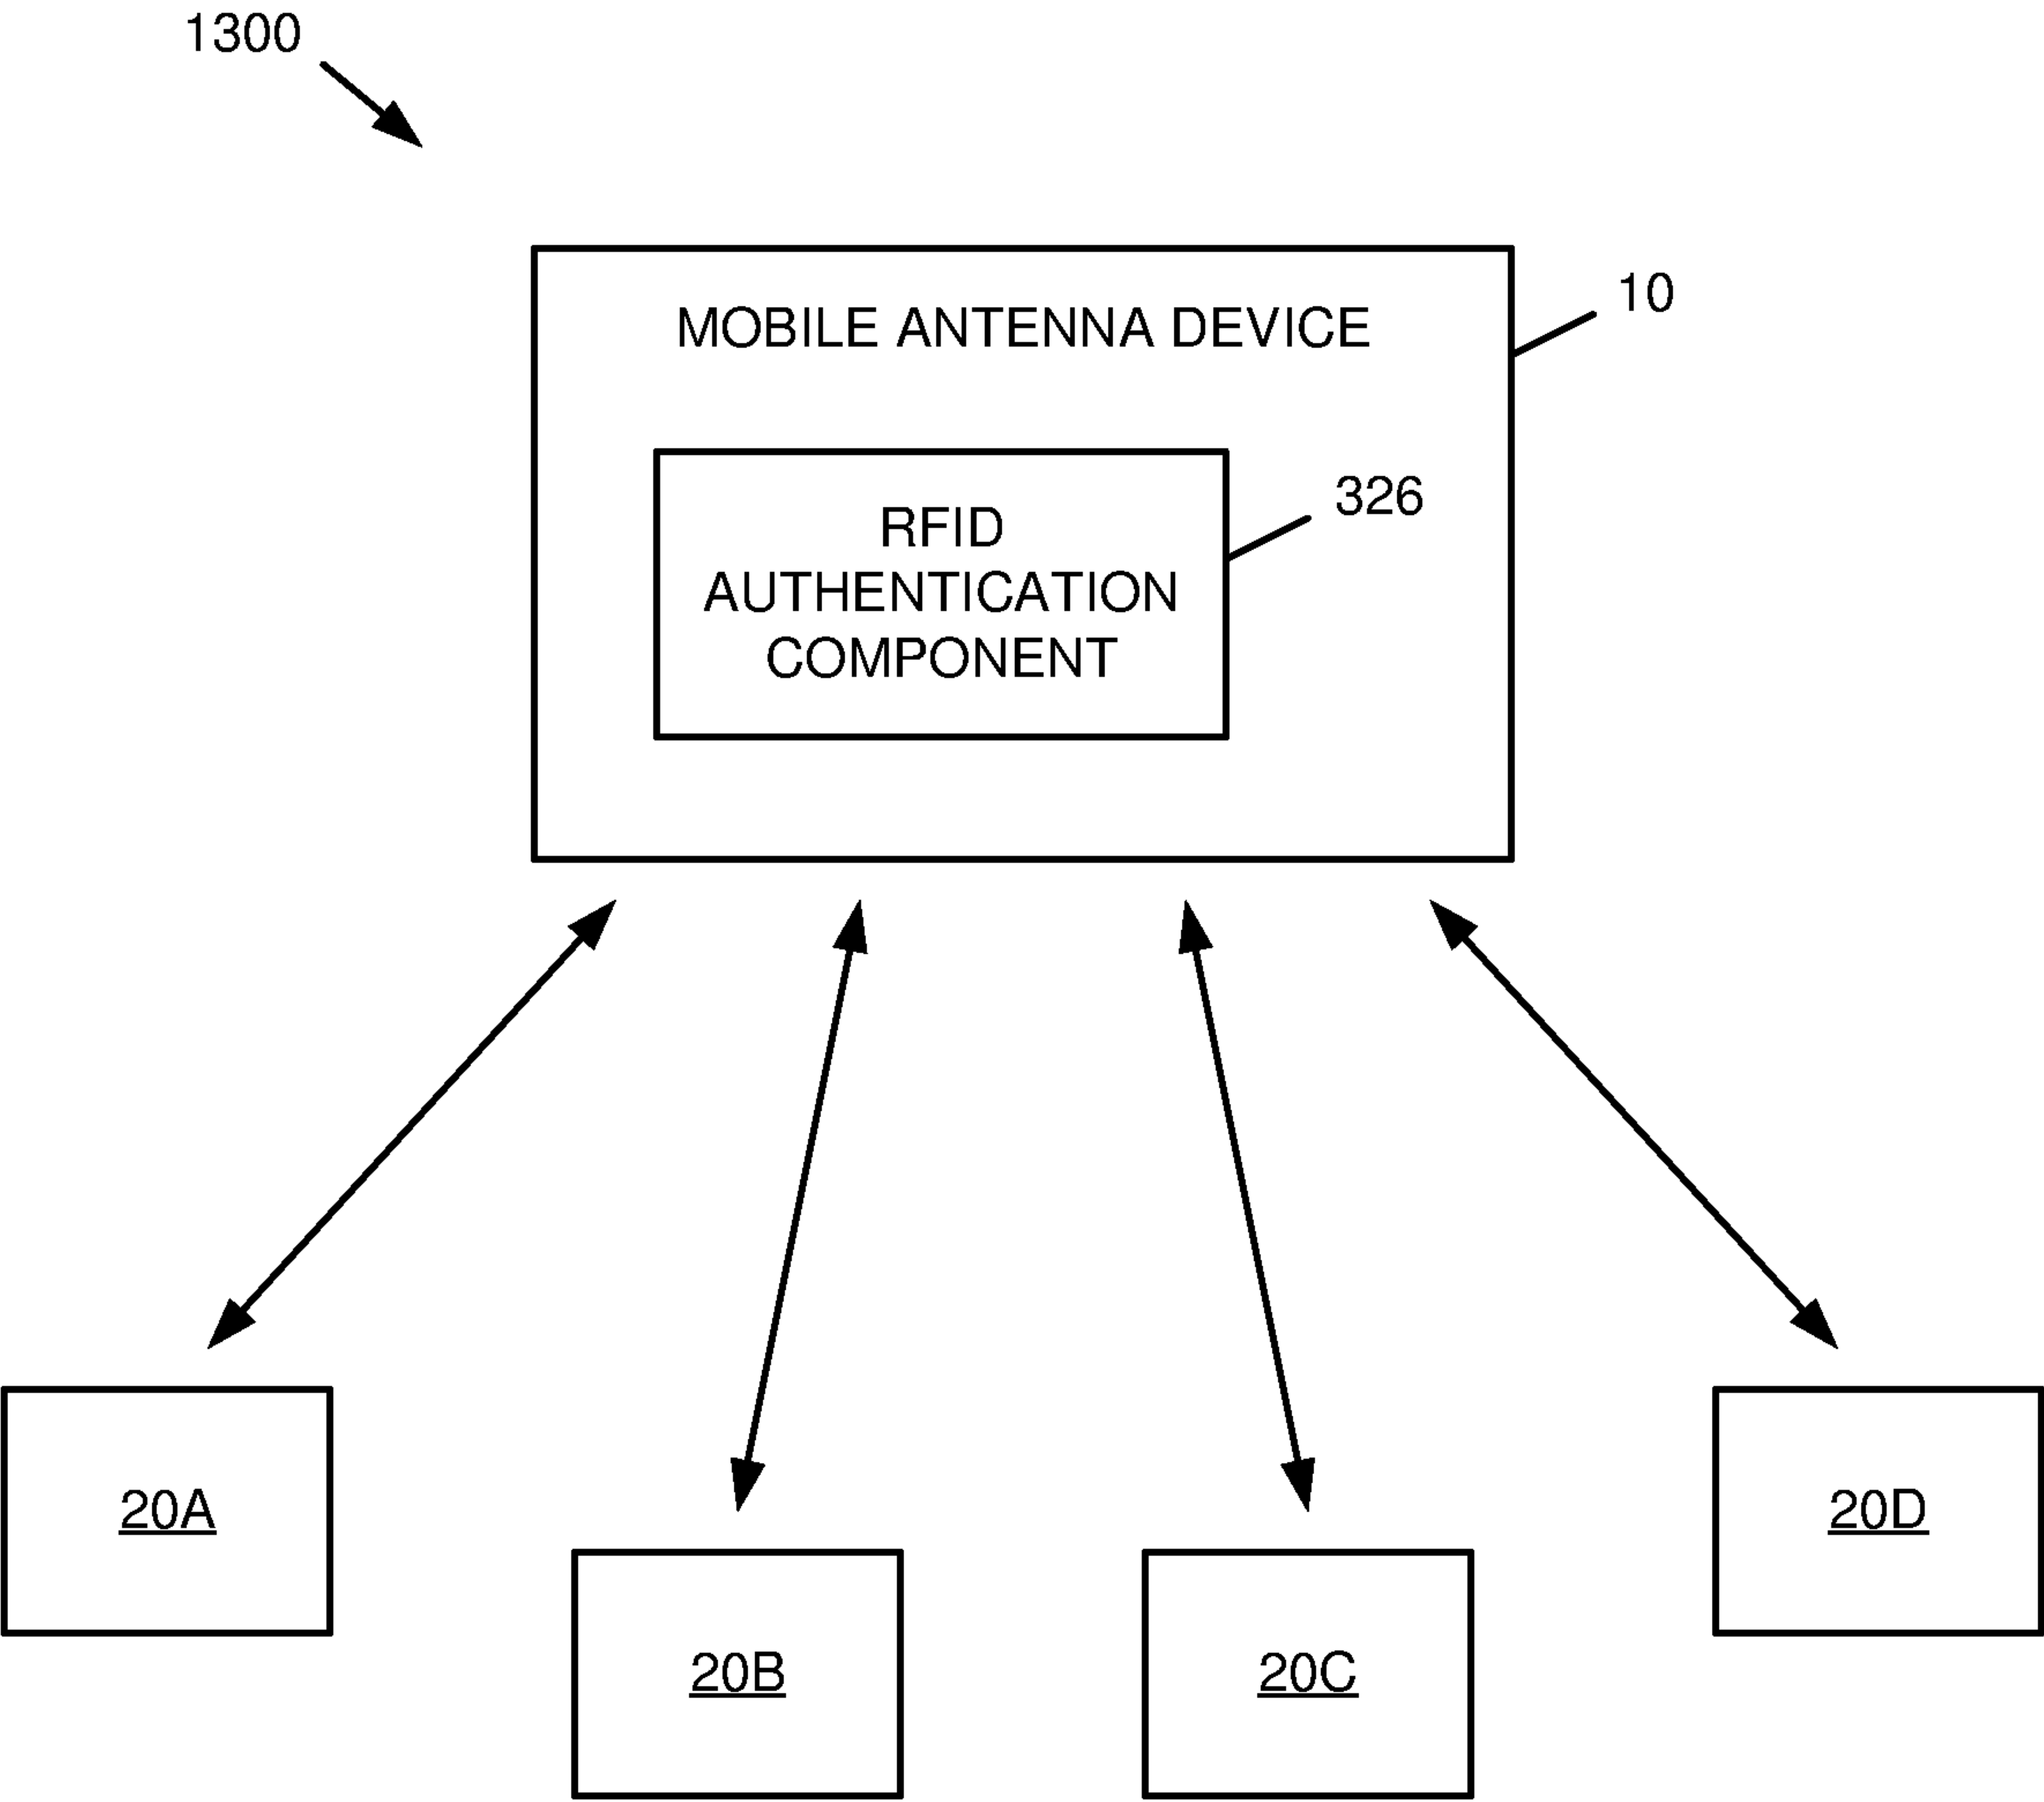 1300
MOBILE ANTENNA DEVICE
10
RFID
AUTHENTICATION
COMPONENT
326
20A
20B
20C
20D